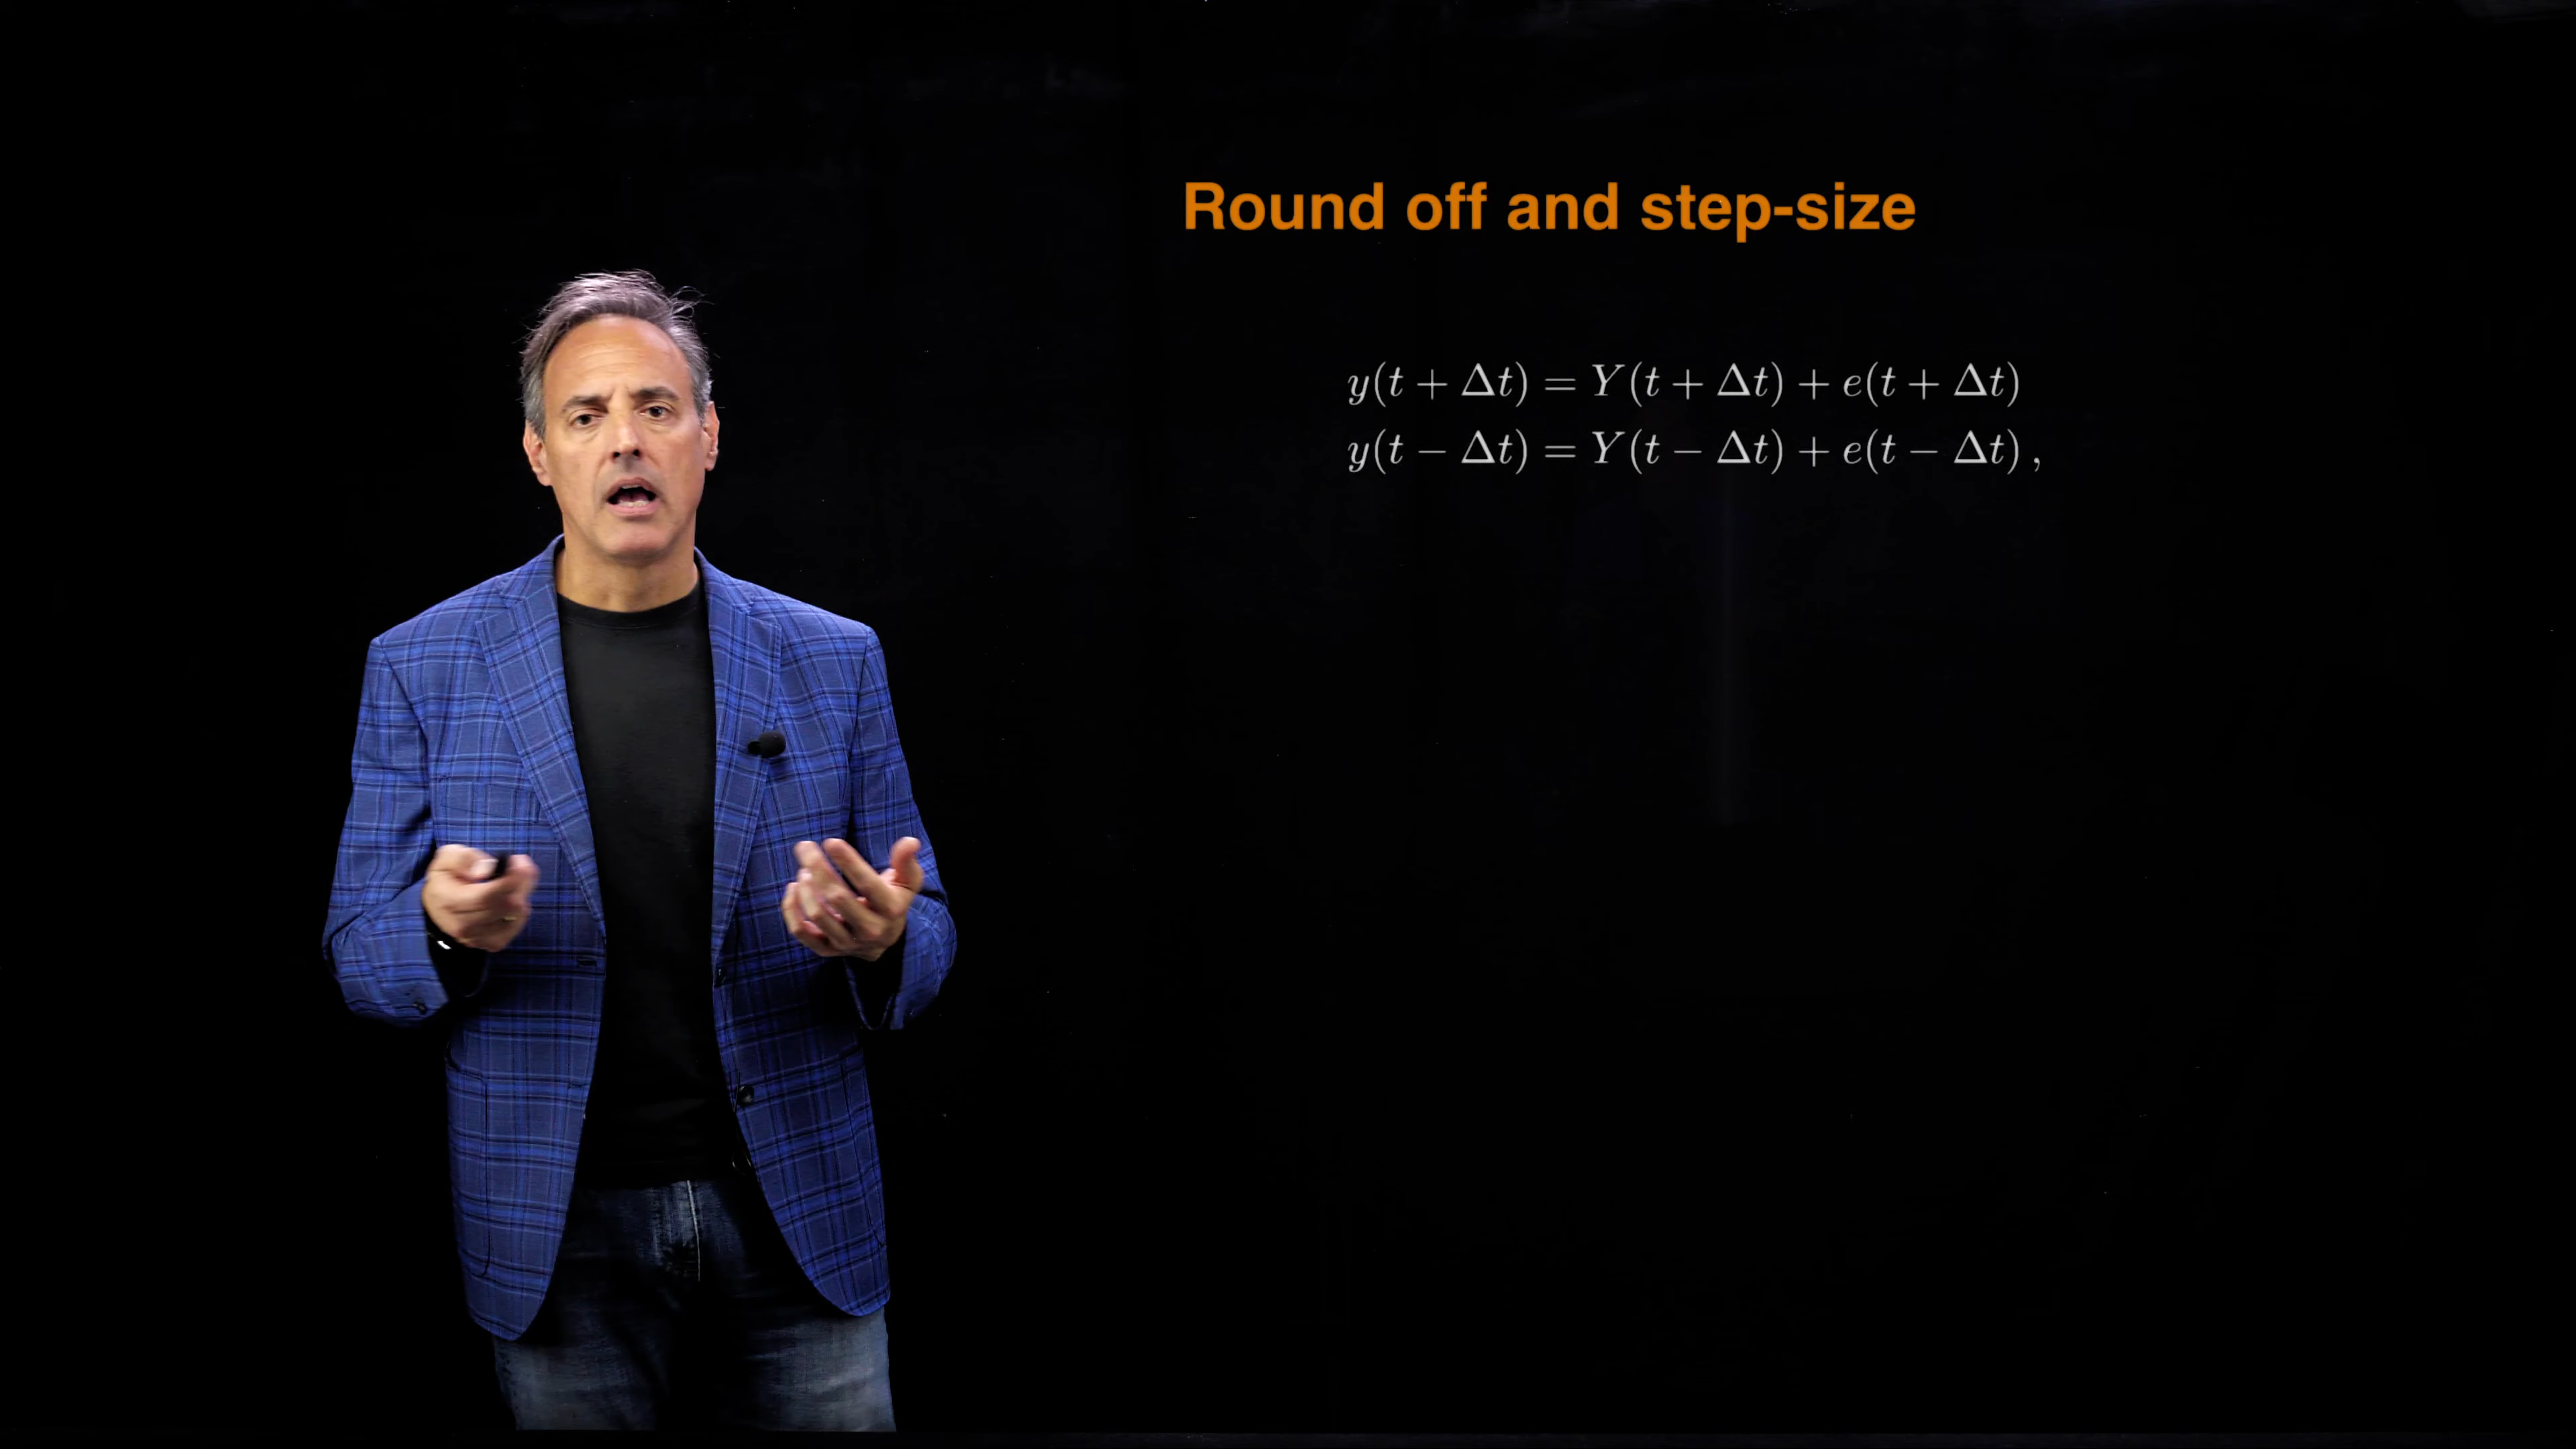 Round off and step-size
y(t + Δt) = Y(t + Δt) + e(t + Δt)
y(t − Δt) = Y(t − Δt) + e(t − Δt) ,